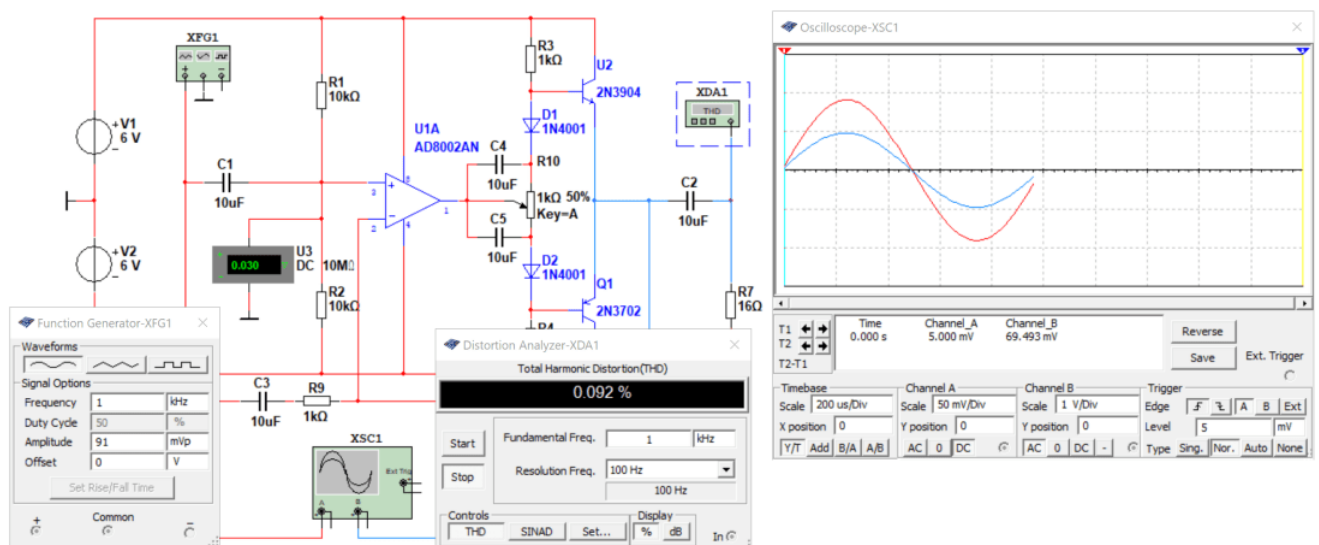 XFG1
R3
1kΩ
U2
2N3904
XDA1
THD
R1
10kΩ
+V1
6 V
U1A
AD8002AN
D1
1N4001
C4
10uF
R10
1kΩ 50%
Key=A
C1
10uF
C2
10uF
C5
10uF
V2
6 V
U3
DC 10MΩ
0.030
D2
1N4001
Q1
2N3702
R2
10kΩ
R7
16Ω
R4
3
2
8
4
1
C3
10uF
R9
1kΩ
XSC1
Ext Trig
A
B
Function Generator-XFG1
Waveforms
Signal Options
Frequency 1 kHz
Duty Cycle 50 %
Amplitude 91 mVp
Offset 0 V
Set Rise/Fall Time
+
Common
−
Distortion Analyzer-XDA1
Total Harmonic Distortion(THD)
0.092 %
Start
Stop
Fundamental Freq. 1 kHz
Resolution Freq. 100 Hz
100 Hz
Controls
THD SINAD Set...
Display
% dB
In
Oscilloscope-XSC1
T1
T2
T2-T1
Time Channel_A Channel_B
0.000 s 5.000 mV 69.493 mV
Reverse
Save
Ext. Trigger
Timebase
Scale 200 us/Div
X position 0
Y/T Add B/A A/B
Channel A
Scale 50 mV/Div
Y position 0
AC 0 DC
Channel B
Scale 1 V/Div
Y position 0
AC 0 DC -
Trigger
Edge A B Ext
Level 5 mV
Type Sing. Nor. Auto None